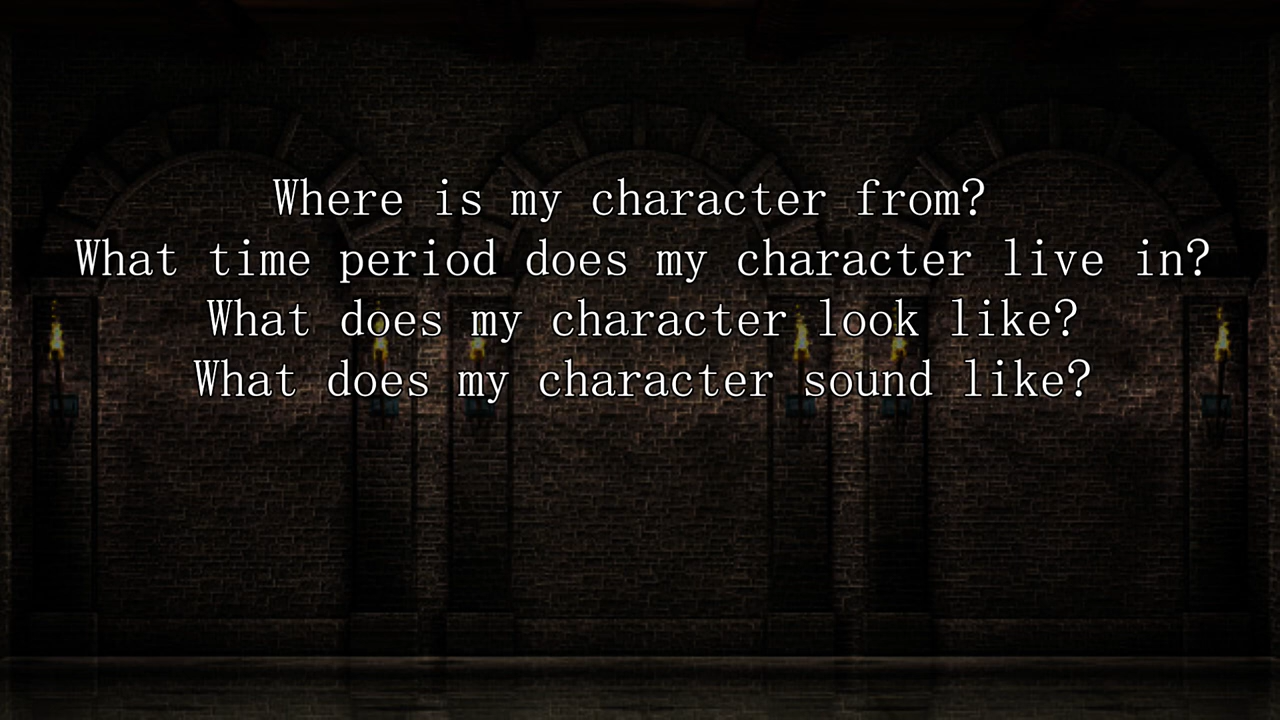 Where is my character from?
What time period does my character live in?
What does my character look like?
What does my character sound like?